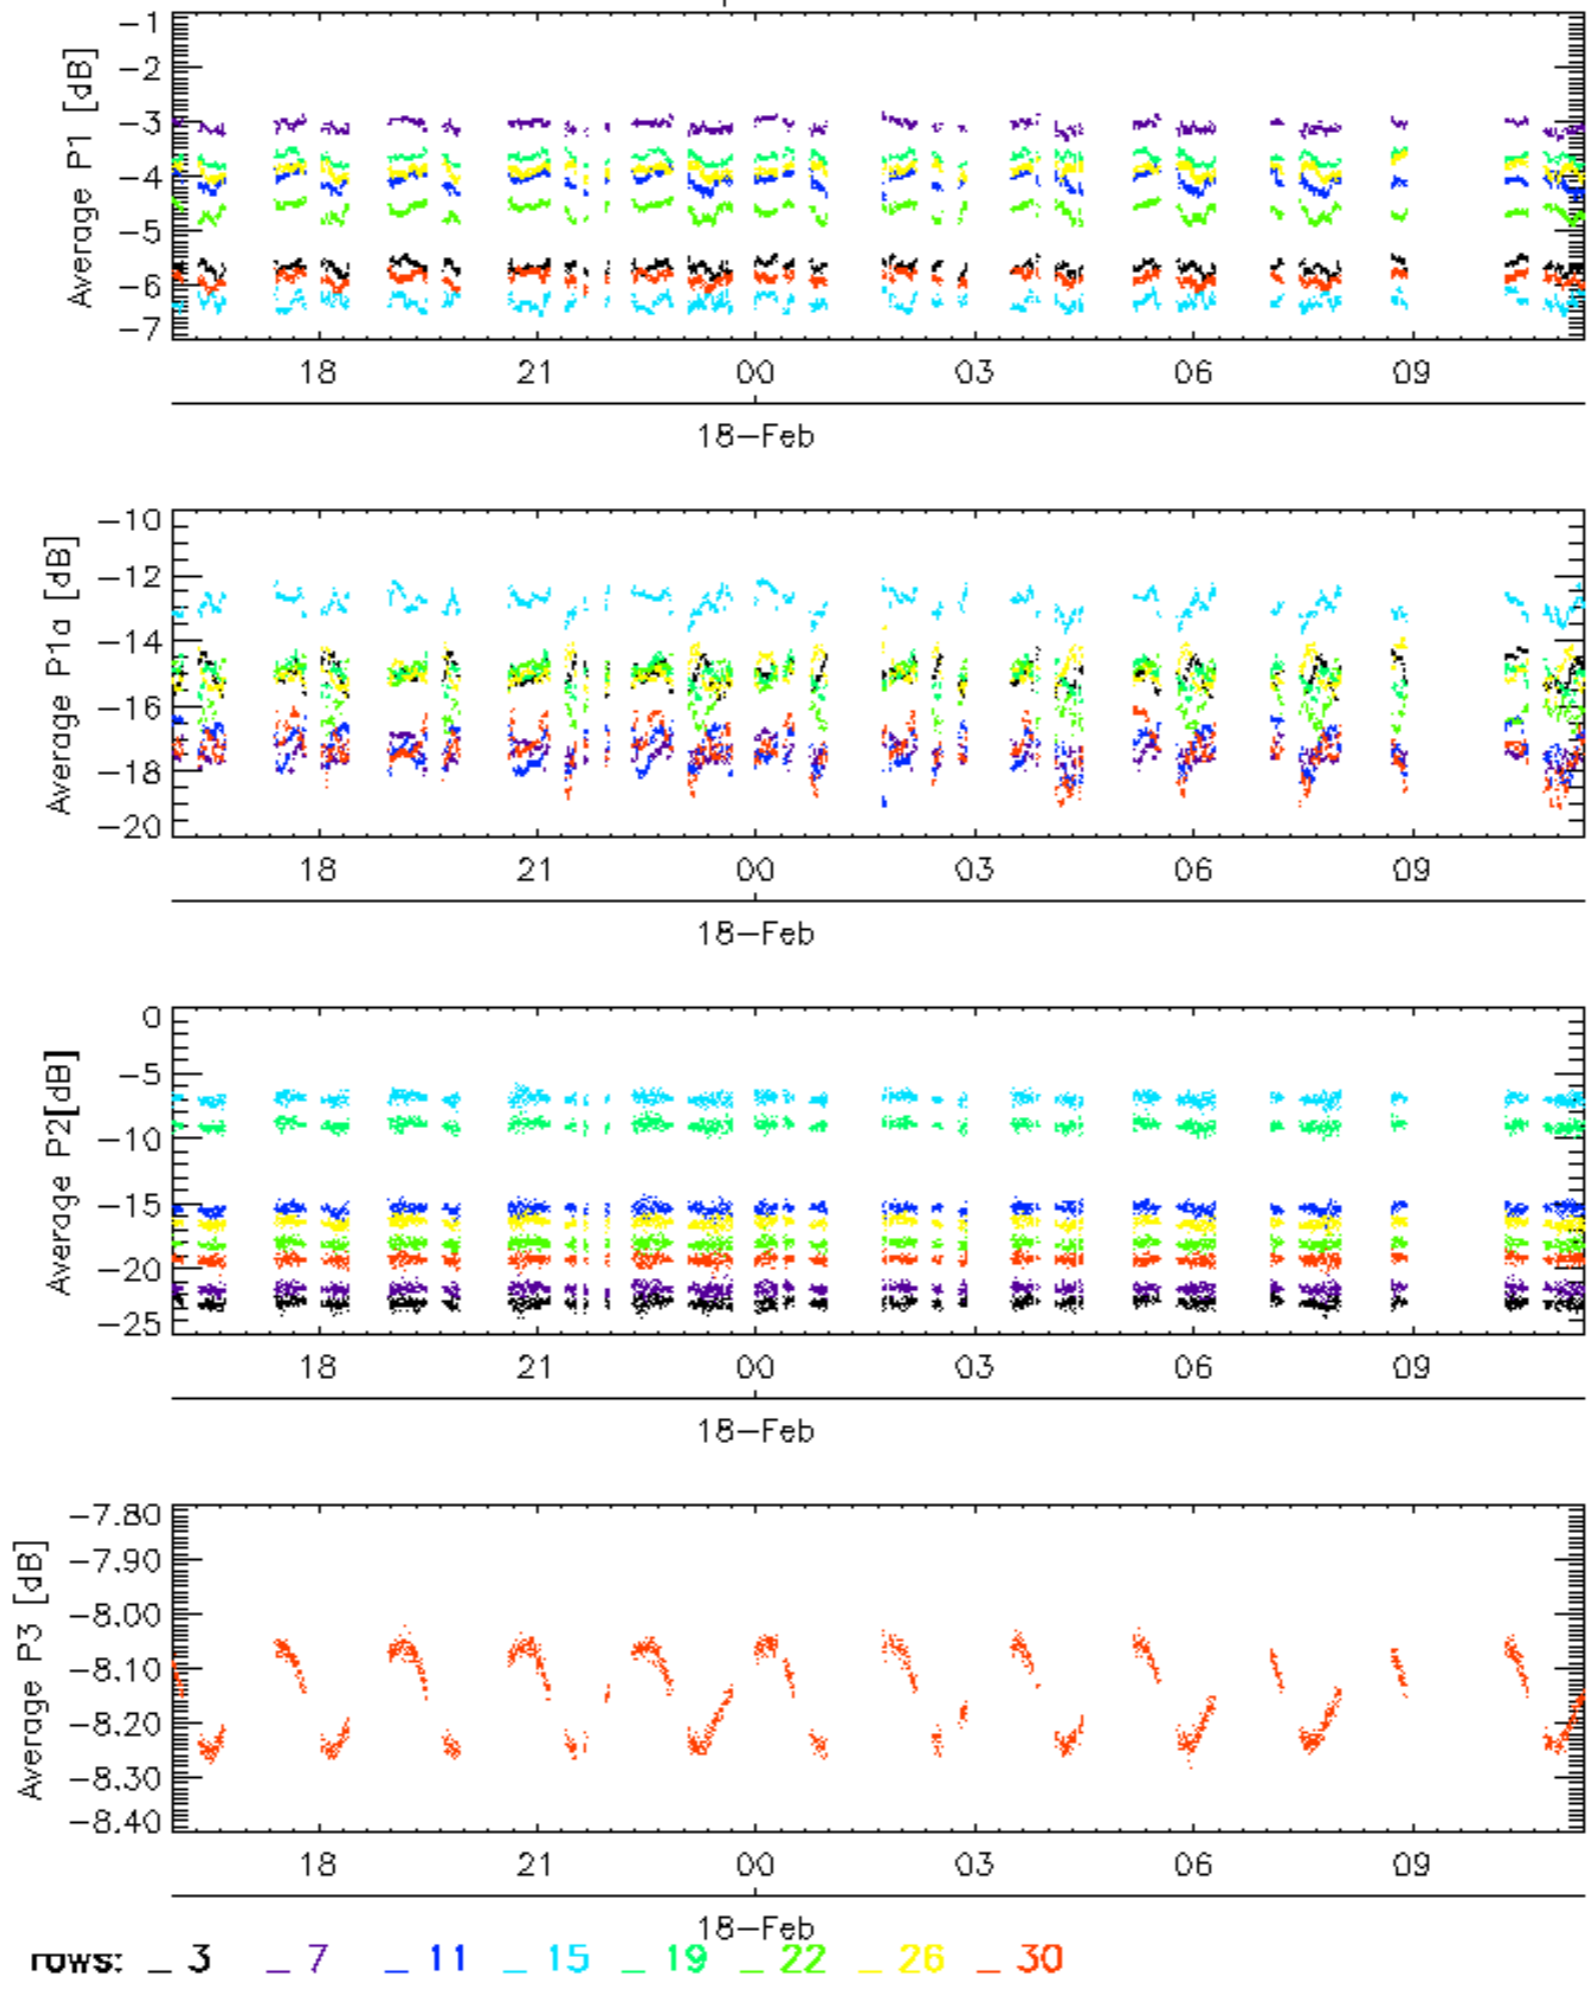 Average P1 [dB]
-1
-2
-3
-4
-5
-6
-7
18 21 00 03 06 09
18-Feb
Average P1a [dB]
-10
-12
-14
-16
-18
-20
18 21 00 03 06 09
18-Feb
Average P2[dB]
0
-5
-10
-15
-20
-25
18 21 00 03 06 09
18-Feb
Average P3 [dB]
-7.80
-7.90
-8.00
-8.10
-8.20
-8.30
-8.40
18 21 00 03 06 09
18-Feb
rows: _ 3 _ 7 _ 11 _ 15 _ 19 _ 22 _ 26 _ 30